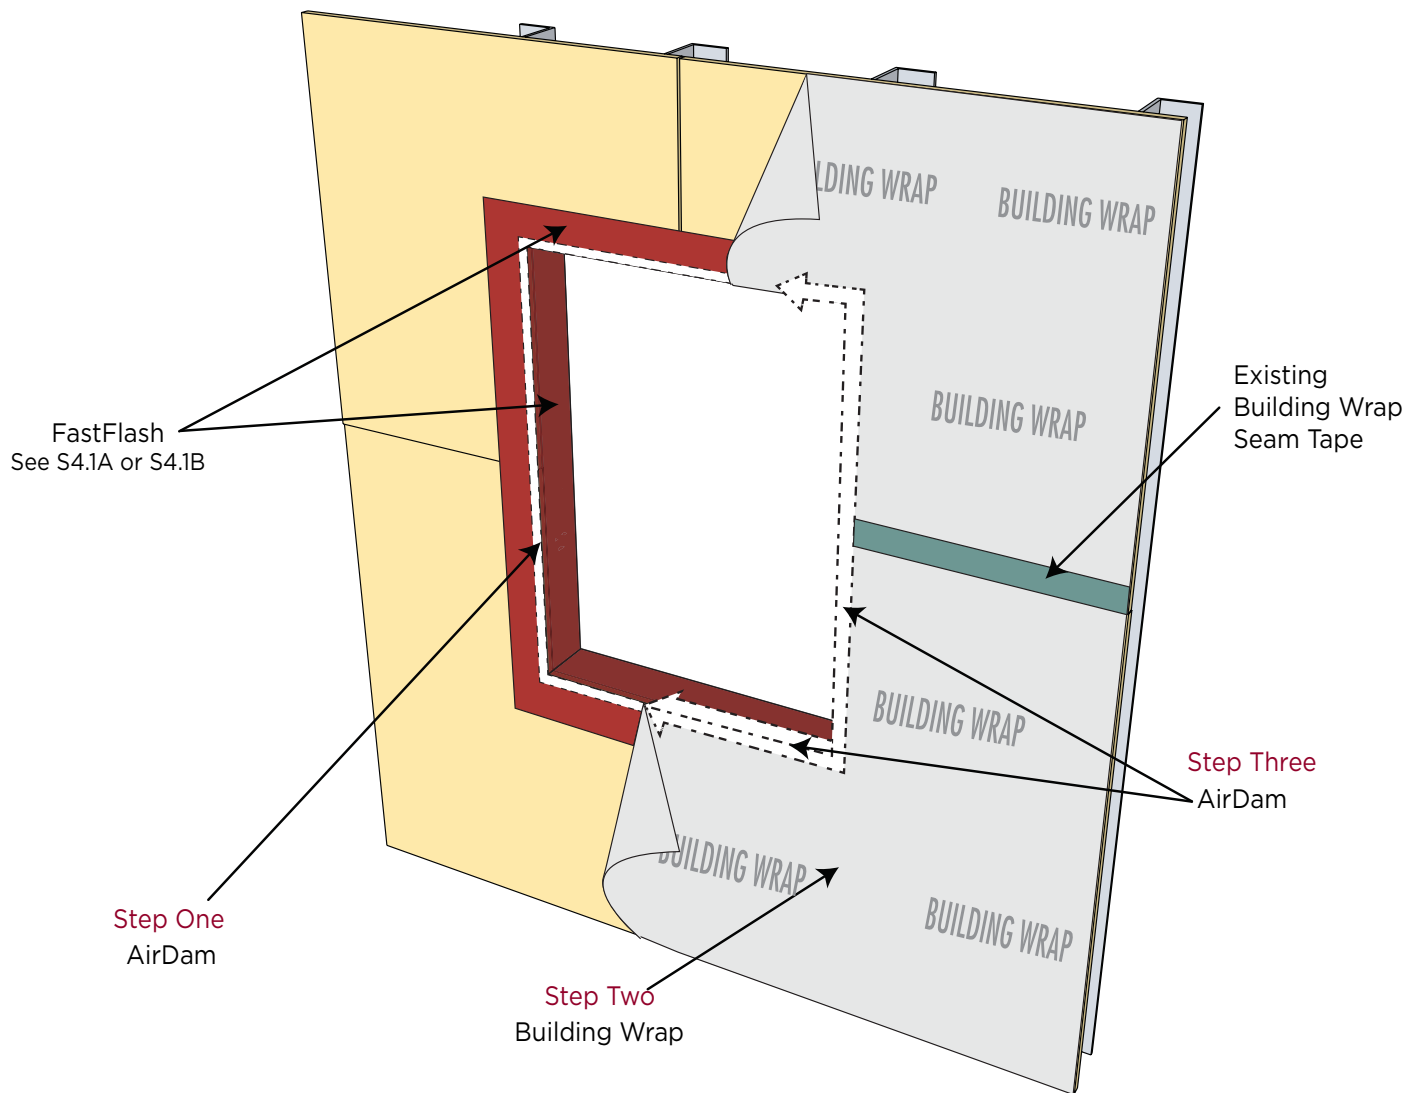 LDING WRAP
BUILDING WRAP
BUILDING WRAP
Existing
Building Wrap
Seam Tape
FastFlash
See S4.1A or S4.1B
BUILDING WRAP
Step Three
AirDam
BUILDING WRAP
BUILDING WRAP
Step One
AirDam
Step Two
Building Wrap